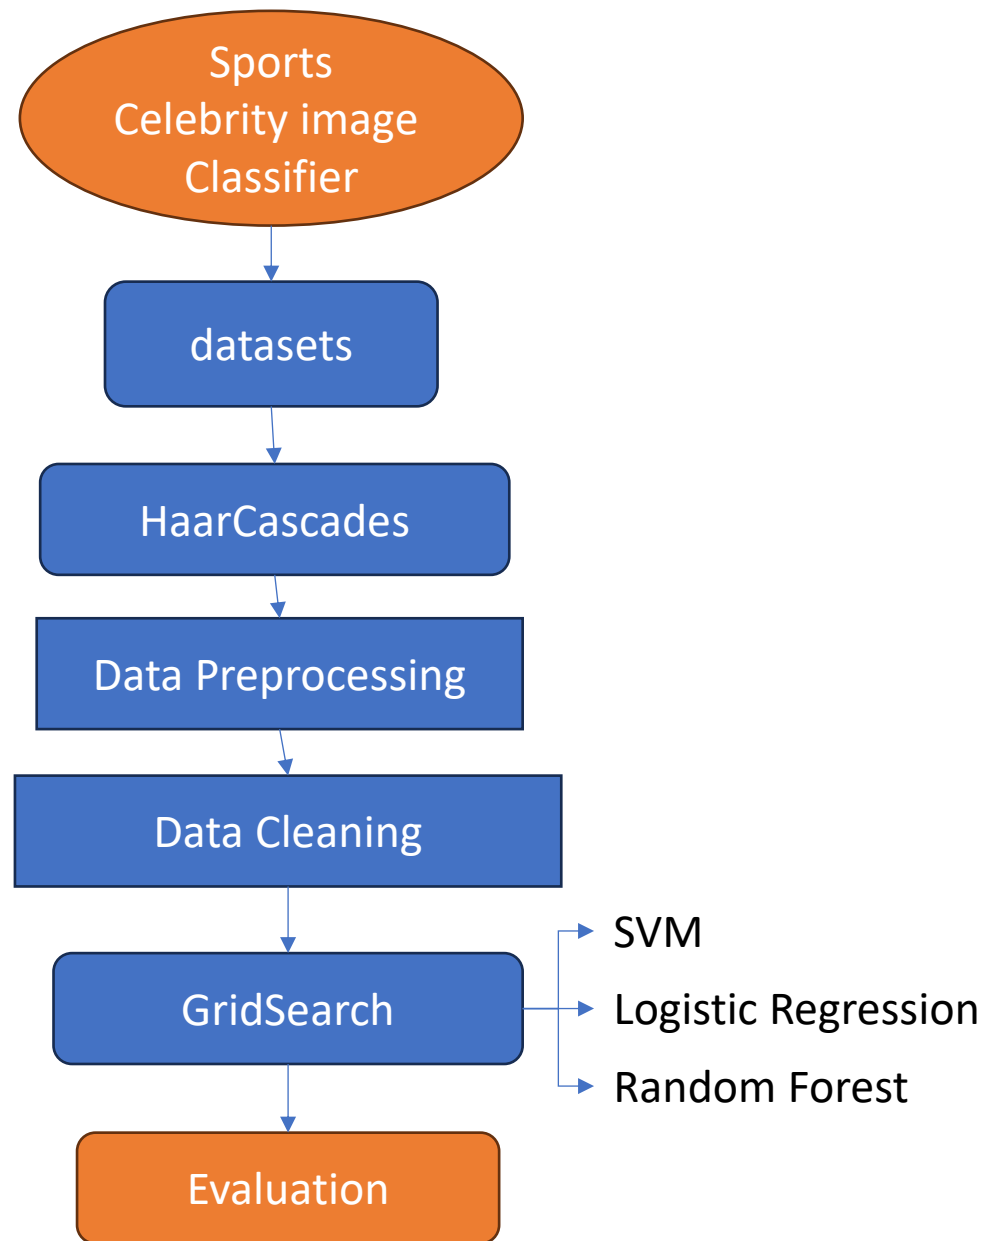 Sports
Celebrity image
Classifier
datasets
HaarCascades
Data Preprocessing
Data Cleaning
GridSearch
SVM
Logistic Regression
Random Forest
Evaluation